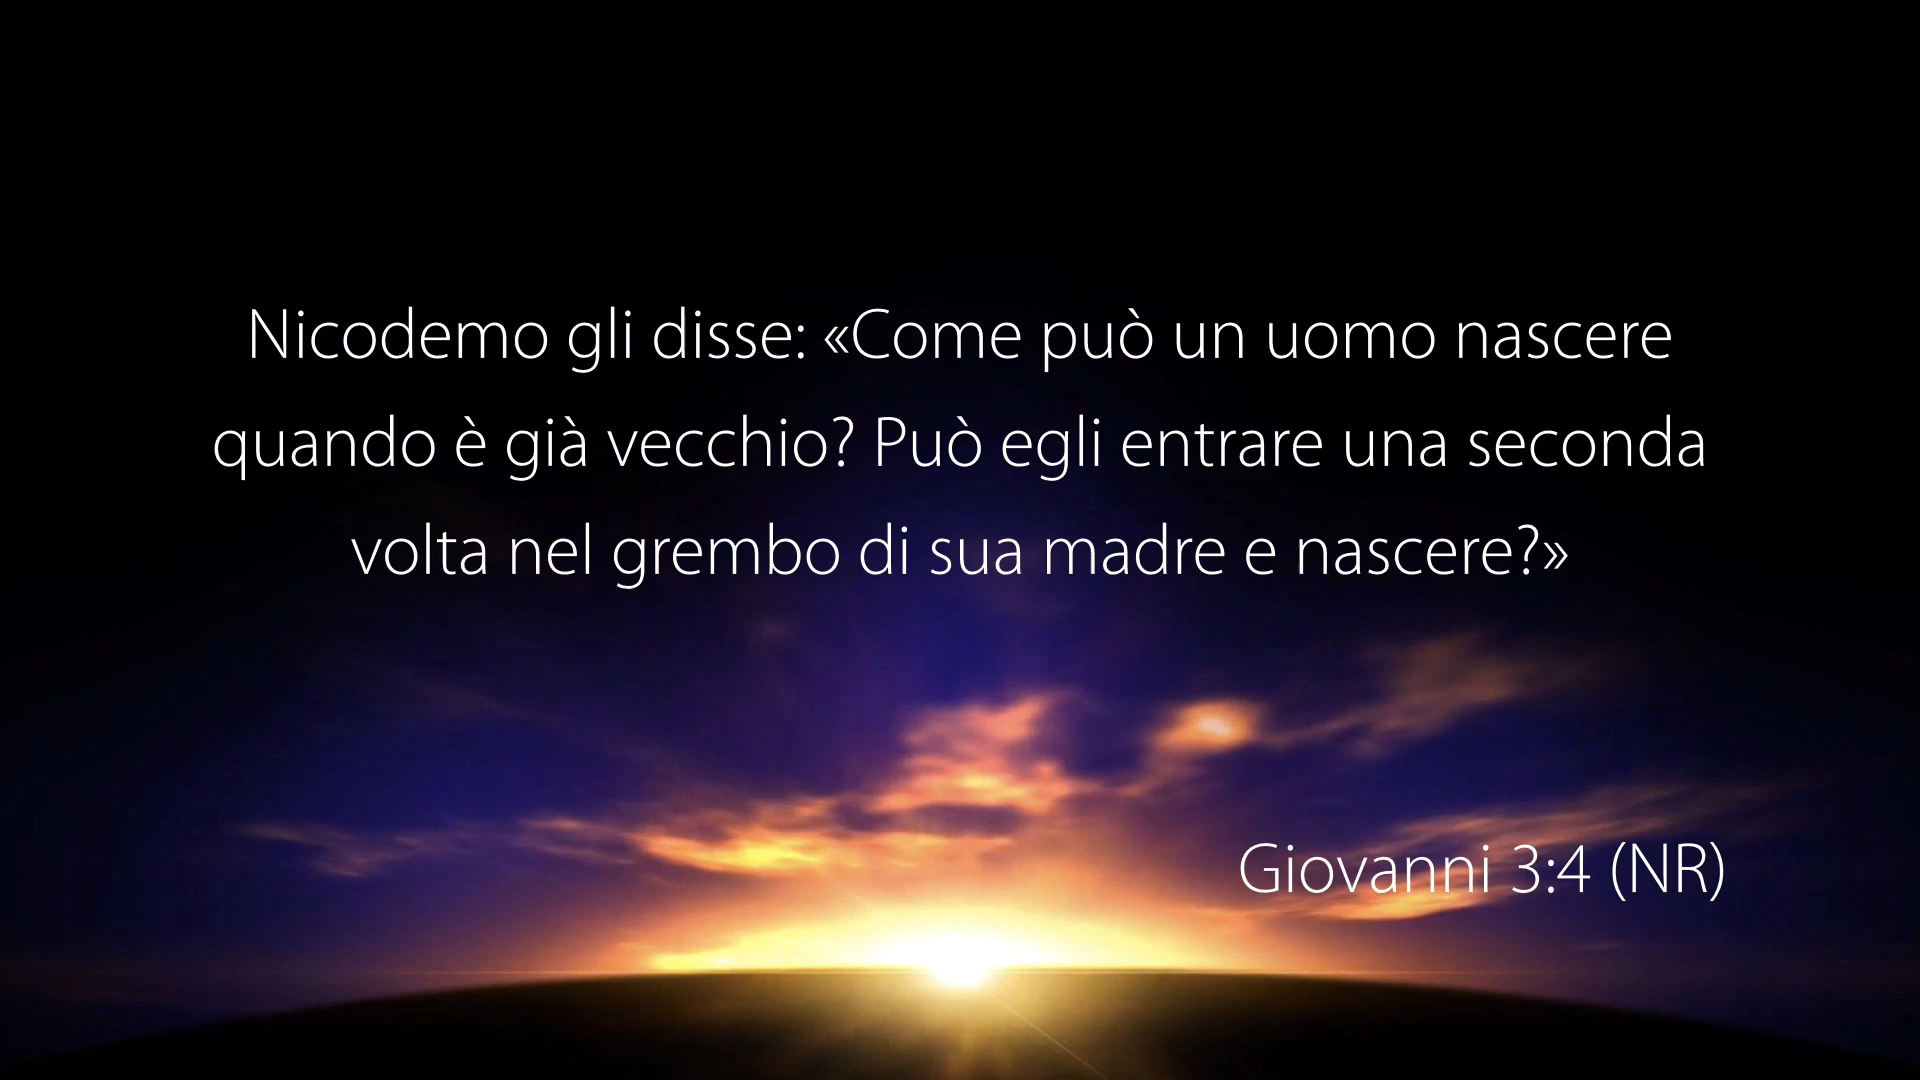 Nicodemo gli disse: «Come può un uomo nascere
quando è già vecchio? Può egli entrare una seconda
volta nel grembo di sua madre e nascere?»
Giovanni 3:4 (NR)